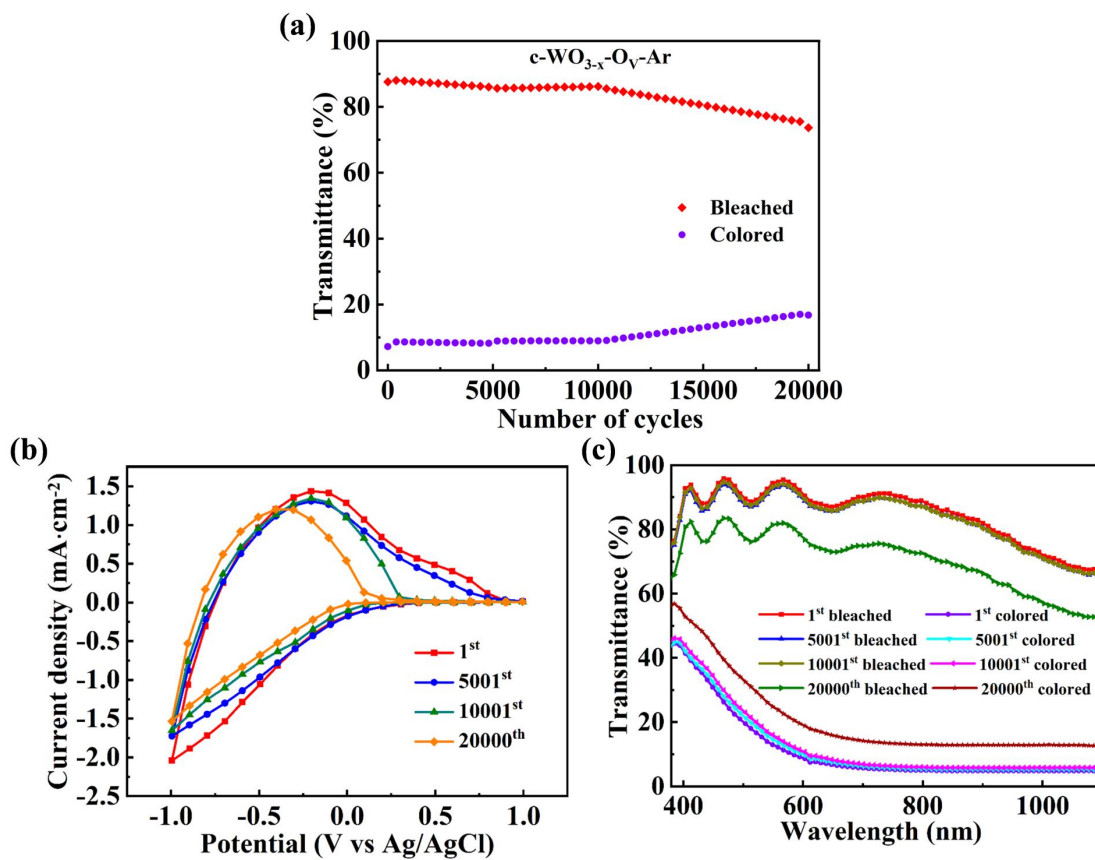 (a)
100
80
60
40
20
0
Transmittance (%)
c-WO₃₋ₓ-Oᵥ-Ar
Bleached
Colored
0 5000 10000 15000 20000
Number of cycles
(b)
1.5
1.0
0.5
0.0
-0.5
-1.0
-1.5
-2.0
-2.5
Current density (mA·cm⁻²)
1ˢᵗ
5001ˢᵗ
10001ˢᵗ
20000ᵗʰ
-1.0 -0.5 0.0 0.5 1.0
Potential (V vs Ag/AgCl)
(c)
100
80
60
40
20
0
Transmittance (%)
1ˢᵗ bleached 1ˢᵗ colored
5001ˢᵗ bleached 5001ˢᵗ colored
10001ˢᵗ bleached 10001ˢᵗ colored
20000ᵗʰ bleached 20000ᵗʰ colored
400 600 800 1000
Wavelength (nm)